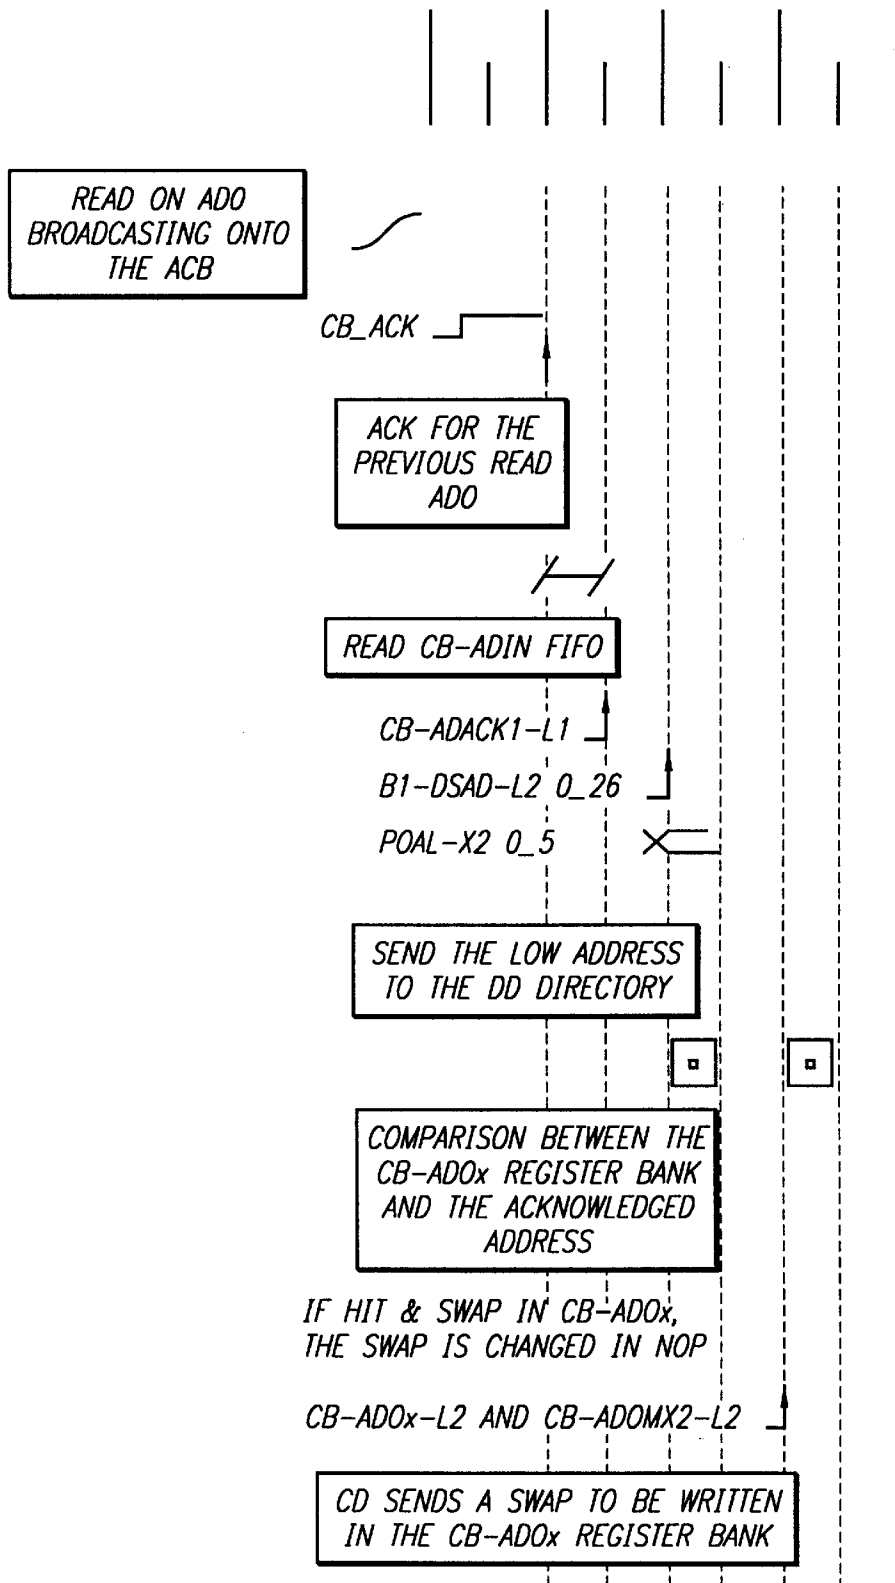 READ ON ADO
BROADCASTING ONTO
THE ACB
CB_ACK
ACK FOR THE
PREVIOUS READ
ADO
READ CB-ADIN FIFO
CB-ADACK1-L1
B1-DSAD-L2 0_26
POAL-X2 0_5
SEND THE LOW ADDRESS
TO THE DD DIRECTORY
COMPARISON BETWEEN THE
CB-ADOx REGISTER BANK
AND THE ACKNOWLEDGED
ADDRESS
IF HIT & SWAP IN CB-ADOx,
THE SWAP IS CHANGED IN NOP
CB-ADOx-L2 AND CB-ADOMX2-L2
CD SENDS A SWAP TO BE WRITTEN
IN THE CB-ADOx REGISTER BANK